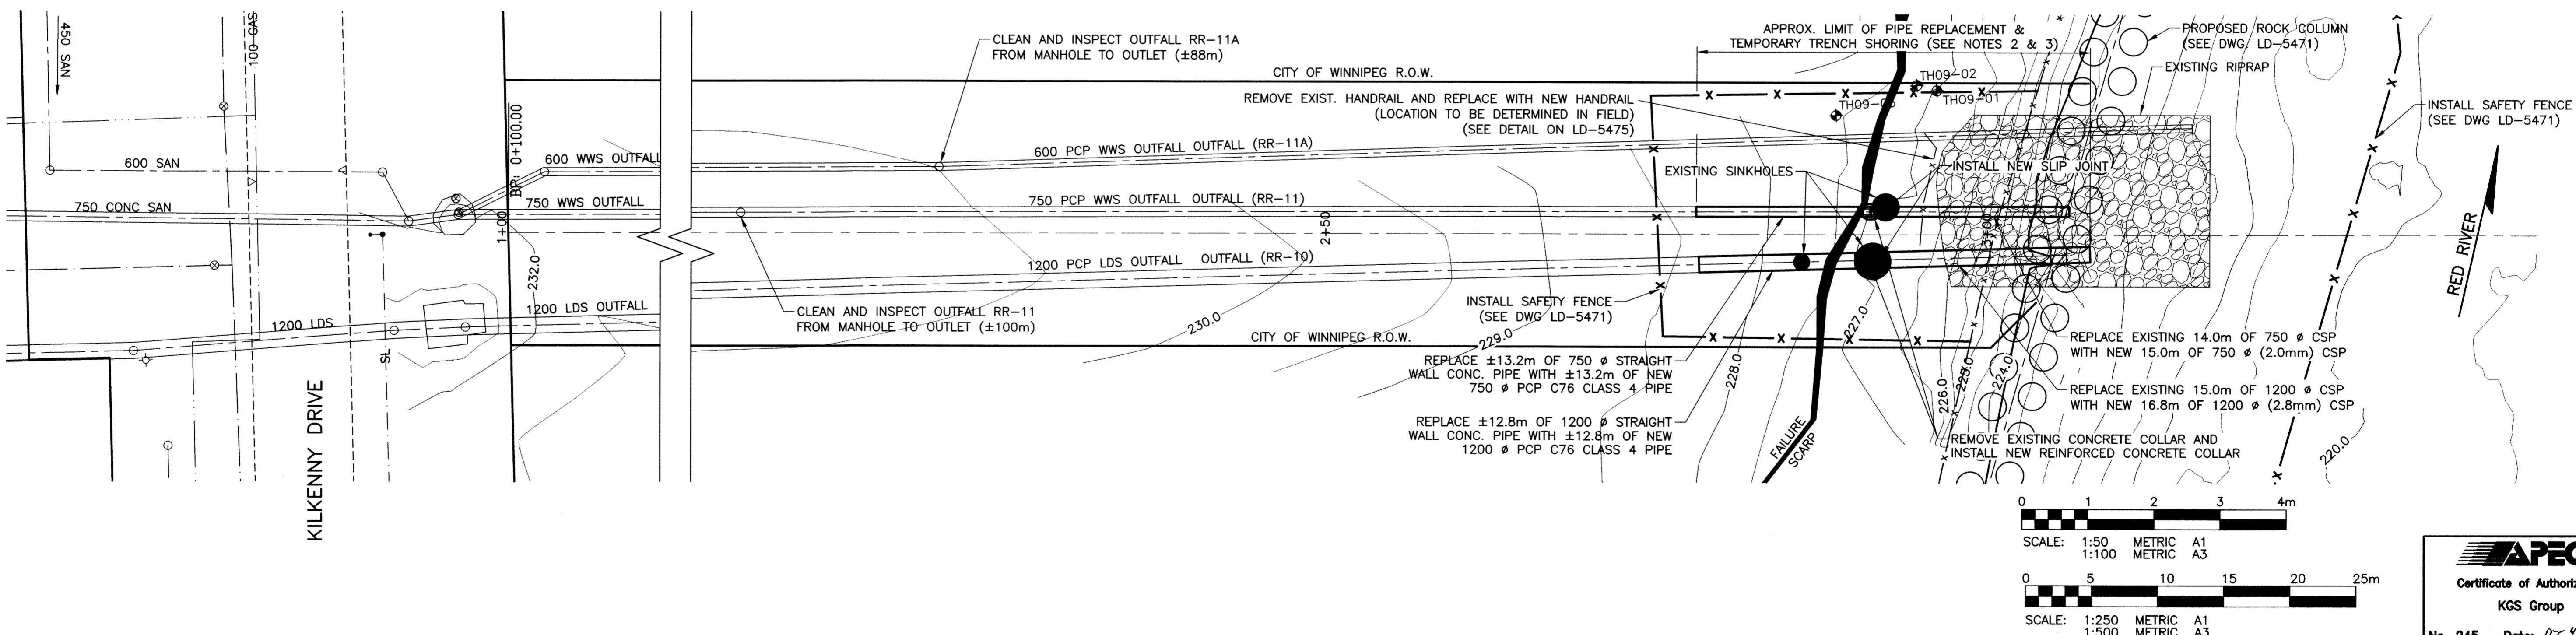 450 SAN
100 GAS
600 SAN
750 CONC SAN
1200 LDS
SL
KILKENNY DRIVE
BP: 0+100.00
1+00
232.0
600 WWS OUTFALL
750 WWS OUTFALL
1200 LDS OUTFALL
CLEAN AND INSPECT OUTFALL RR-11A
FROM MANHOLE TO OUTLET (±88m)
CITY OF WINNIPEG R.O.W.
600 PCP WWS OUTFALL OUTFALL (RR-11A)
750 PCP WWS OUTFALL OUTFALL (RR-11)
2+50
1200 PCP LDS OUTFALL OUTFALL (RR-10)
CLEAN AND INSPECT OUTFALL RR-11
FROM MANHOLE TO OUTLET (±100m)
230.0
229.0
CITY OF WINNIPEG R.O.W.
APPROX. LIMIT OF PIPE REPLACEMENT &
TEMPORARY TRENCH SHORING (SEE NOTES 2 & 3)
REMOVE EXIST. HANDRAIL AND REPLACE WITH NEW HANDRAIL
(LOCATION TO BE DETERMINED IN FIELD)
(SEE DETAIL ON LD-5475)
TH09-02
TH09-01
EXISTING SINKHOLES
INSTALL NEW SLIP JOINT
3+00
INSTALL SAFETY FENCE
(SEE DWG LD-5471)
REPLACE ±13.2m OF 750 ø STRAIGHT
WALL CONC. PIPE WITH ±13.2m OF NEW
750 ø PCP C76 CLASS 4 PIPE
REPLACE ±12.8m OF 1200 ø STRAIGHT
WALL CONC. PIPE WITH ±12.8m OF NEW
1200 ø PCP C76 CLASS 4 PIPE
228.0
227.0
226.0
225.0
224.0
FAILURE
SCARP
PROPOSED ROCK COLUMN
(SEE DWG. LD-5471)
EXISTING RIPRAP
INSTALL SAFETY FENCE
(SEE DWG LD-5471)
RED RIVER
REPLACE EXISTING 14.0m OF 750 ø CSP
WITH NEW 15.0m OF 750 ø (2.0mm) CSP
REPLACE EXISTING 15.0m OF 1200 ø CSP
WITH NEW 16.8m OF 1200 ø (2.8mm) CSP
REMOVE EXISTING CONCRETE COLLAR AND
INSTALL NEW REINFORCED CONCRETE COLLAR
220.0
0 1 2 3 4m
SCALE: 1:50 METRIC A1
1:100 METRIC A3
0 5 10 15 20 25m
SCALE: 1:250 METRIC A1
1:500 METRIC A3
APEG
Certificate of Authoriz
KGS Group
No. 245 Date: